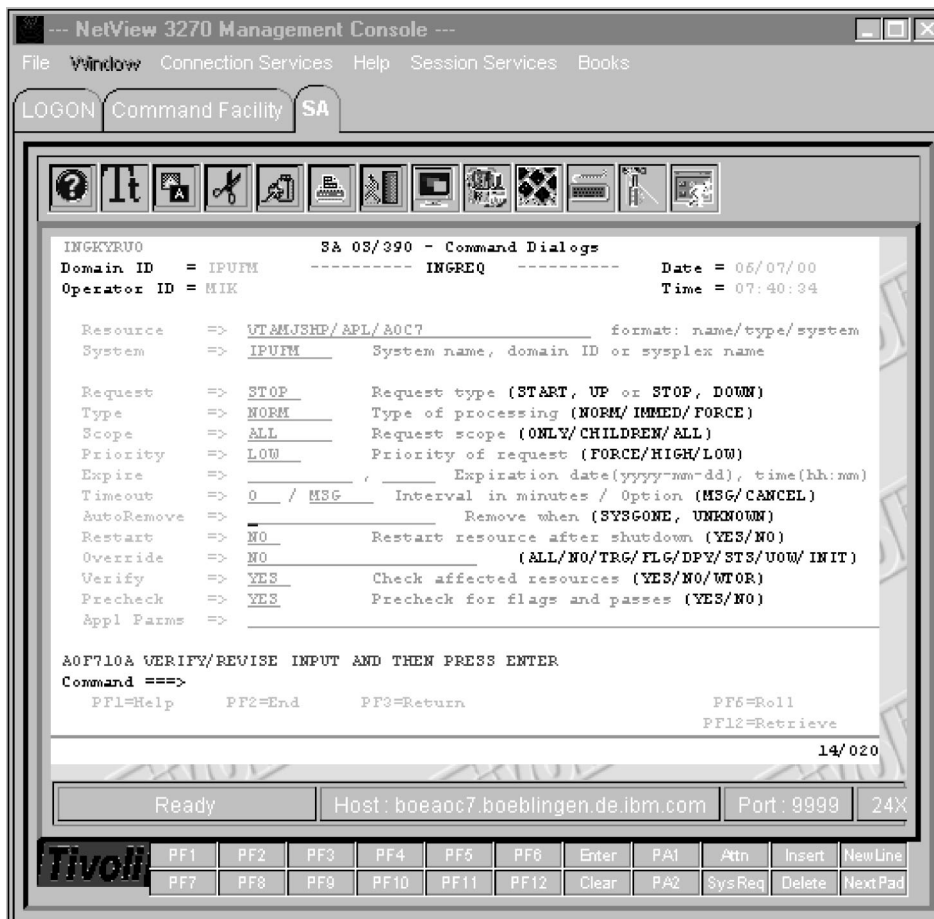 --- NetView 3270 Management Console ---
File Window Connection Services Help Session Services Books
LOGON Command Facility SA
INGKYRU0 SA OS/390 - Command Dialogs
Domain ID = IPUFM ---------- INGREQ ---------- Date = 06/07/00
Operator ID = MIK Time = 07:40:34
Resource => VTAMJSHP/APL/AOC7 format: name/type/system
System => IPUFM System name, domain ID or sysplex name
Request => STOP Request type (START, UP or STOP, DOWN)
Type => NORM Type of processing (NORM/IMMED/FORCE)
Scope => ALL Request scope (ONLY/CHILDREN/ALL)
Priority => LOW Priority of request (FORCE/HIGH/LOW)
Expire => , Expiration date(yyyy-mm-dd), time(hh:mm)
Timeout => 0 / MSG Interval in minutes / Option (MSG/CANCEL)
AutoRemove => Remove when (SYSGONE, UNKNOWN)
Restart => NO Restart resource after shutdown (YES/NO)
Override => NO (ALL/NO/TRG/FLG/DPY/STS/UOW/INIT)
Verify => YES Check affected resources (YES/NO/WTOR)
Precheck => YES Precheck for flags and passes (YES/NO)
Appl Parms =>
AOF710A VERIFY/REVISE INPUT AND THEN PRESS ENTER
Command ===>
PF1=Help PF2=End PF3=Return PF6=Roll
PF12=Retrieve
14/020
Ready Host : boeaoc7.boeblingen.de.ibm.com Port : 9999 24X
Tivoli PF1 PF2 PF3 PF4 PF5 PF6 Enter PA1 Attn Insert NewLine
PF7 PF8 PF9 PF10 PF11 PF12 Clear PA2 SysReq Delete NextPad